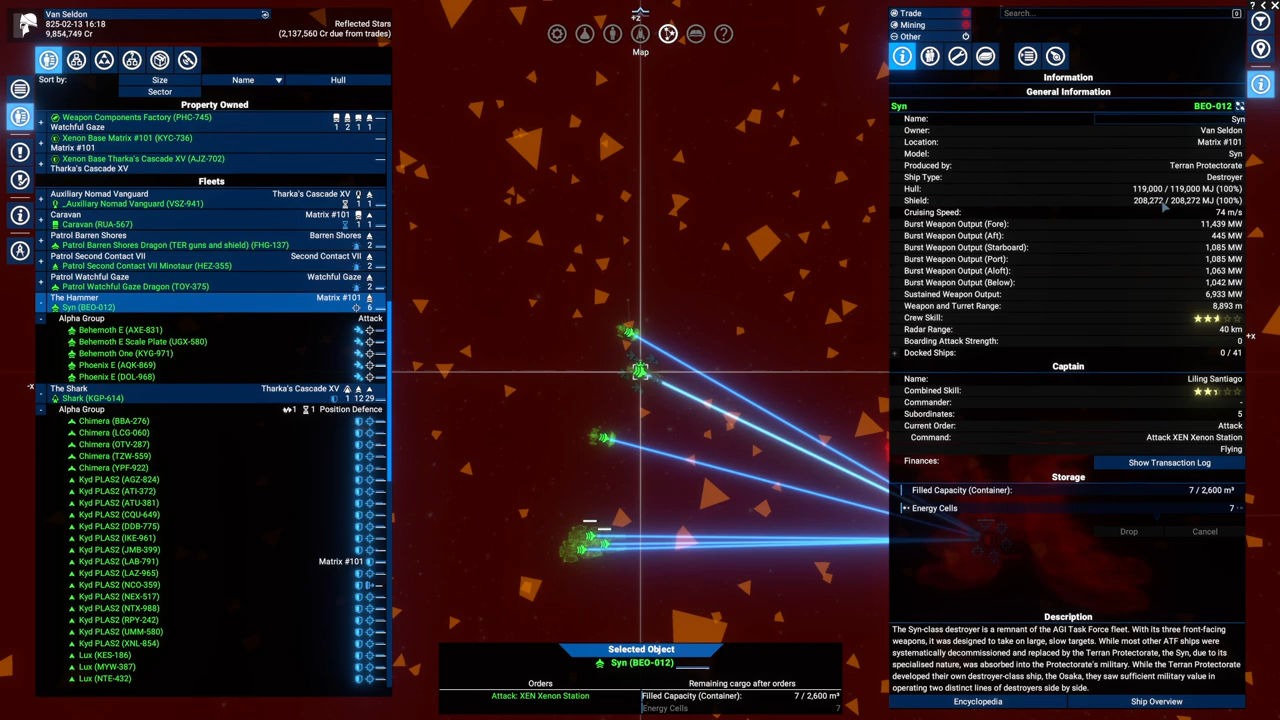 Van Seldon
825-02-13 16:18
9,854,749 Cr
Reflected Stars
(2,137,560 Cr due from trades)
Sort by:
Size
Name
Hull
Sector
Property Owned
Weapon Components Factory (PHC-745)
Watchful Gaze
1 2 1 1
Xenon Base Matrix #101 (KYC-736)
Matrix #101
Xenon Base Tharka's Cascade XV (AJZ-702)
Tharka's Cascade XV
Fleets
Auxiliary Nomad Vanguard
Tharka's Cascade XV
_Auxiliary Nomad Vanguard (VSZ-941)
1
Caravan
Matrix #101
Caravan (RUA-567)
1 1
Patrol Barren Shores
Barren Shores
Patrol Barren Shores Dragon (TER guns and shield) (FHG-137)
2
Patrol Second Contact VII
Second Contact VII
Patrol Second Contact VII Minotaur (HEZ-355)
2
Patrol Watchful Gaze
Watchful Gaze
Patrol Watchful Gaze Dragon (TOY-375)
2
The Hammer
Matrix #101
Syn (BEO-012)
6
Alpha Group
Attack
Behemoth E (AXE-831)
Behemoth E Scale Plate (UGX-580)
Behemoth One (KYG-971)
Phoenix E (AQK-869)
Phoenix E (DOL-968)
The Shark
Tharka's Cascade XV
Shark (KGP-614)
1 12 29
Alpha Group
1 1 Position Defence
Chimera (BBA-276)
Chimera (LCG-060)
Chimera (OTV-287)
Chimera (TZW-559)
Chimera (YPF-922)
Kyd PLAS2 (AGZ-824)
Kyd PLAS2 (ATI-372)
Kyd PLAS2 (ATU-381)
Kyd PLAS2 (CQU-649)
Kyd PLAS2 (DDB-775)
Kyd PLAS2 (IKE-961)
Kyd PLAS2 (JMB-399)
Kyd PLAS2 (LAB-791)
Matrix #101
Kyd PLAS2 (LAZ-965)
Kyd PLAS2 (NCO-359)
Kyd PLAS2 (NEX-517)
Kyd PLAS2 (NTX-988)
Kyd PLAS2 (RPY-242)
Kyd PLAS2 (UMM-580)
Kyd PLAS2 (XNL-654)
Lux (KES-186)
Lux (MYW-387)
Lux (NTE-432)
+z
?
Map
-x
+x
Selected Object
Syn (BEO-012)
Orders
Remaining cargo after orders
Attack: XEN Xenon Station
Filled Capacity (Container): 7 / 2,600 m³
Energy Cells 7
Trade
Mining
Other
Search...
? < X
Information
General Information
Syn BEO-012
Name: Syn
Owner: Van Seldon
Location: Matrix #101
Model: Syn
Produced by: Terran Protectorate
Ship Type: Destroyer
Hull: 119,000 / 119,000 MJ (100%)
Shield: 208,272 / 208,272 MJ (100%)
Cruising Speed: 74 m/s
Burst Weapon Output (Fore): 11,439 MW
Burst Weapon Output (Aft): 445 MW
Burst Weapon Output (Starboard): 1,085 MW
Burst Weapon Output (Port): 1,085 MW
Burst Weapon Output (Aloft): 1,063 MW
Burst Weapon Output (Below): 1,042 MW
Sustained Weapon Output: 6,933 MW
Weapon and Turret Range: 8,893 m
Crew Skill:
Radar Range: 40 km
Boarding Attack Strength: 0
Docked Ships: 0 / 41
Captain
Name: Liling Santiago
Combined Skill:
Commander: -
Subordinates: 5
Current Order: Attack
Command: Attack XEN Xenon Station
Flying
Finances:
Show Transaction Log
Storage
Filled Capacity (Container): 7 / 2,600 m³
Energy Cells 7
Drop
Cancel
Description
The Syn-class destroyer is a remnant of the AGI Task Force fleet. With its three front-facing
weapons, it was designed to take on large, slow targets. While most other ATF ships were
systematically decommissioned and replaced by the Terran Protectorate, the Syn, due to its
specialised nature, was absorbed into the Protectorate's military. While the Terran Protectorate
developed their own destroyer-class ship, the Osaka, they saw sufficient military value in
operating two distinct lines of destroyers side by side.
Encyclopedia
Ship Overview